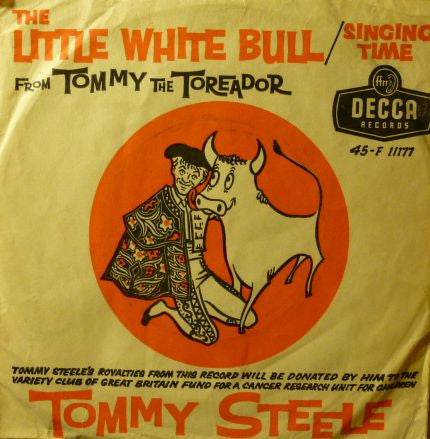 THE
LITTLE WHITE BULL/SINGING TIME
FROM TOMMY THE TOREADOR
ffrr
DECCA
RECORDS
45-F 11177
TOMMY STEELE'S ROYALTIES FROM THIS RECORD WILL BE DONATED BY HIM TO THE
VARIETY CLUB OF GREAT BRITAIN FUND FOR A CANCER RESEARCH UNIT FOR CHILDREN
TOMMY STEELE